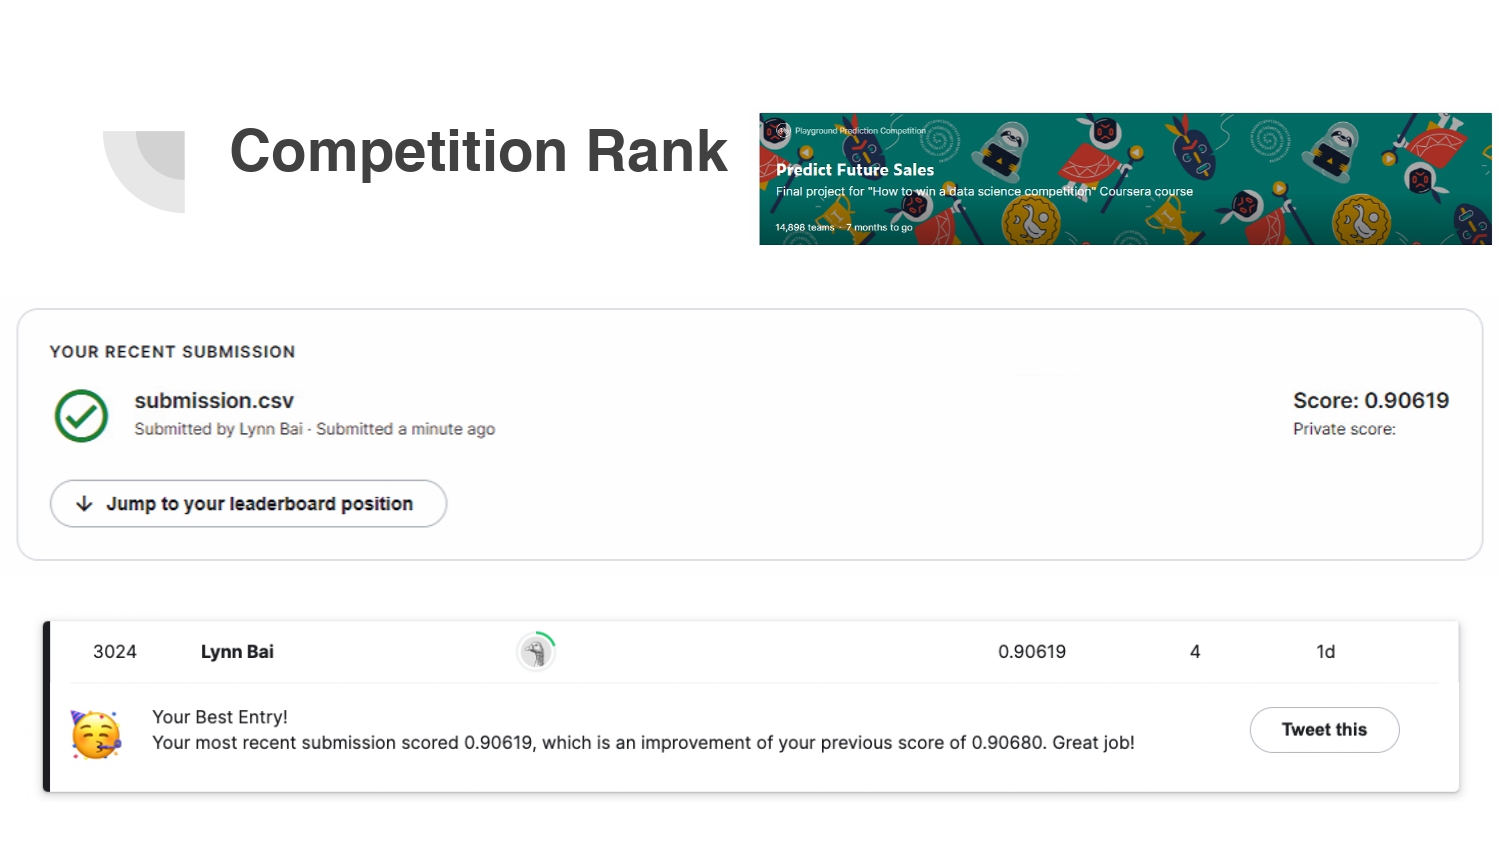 Competition Rank
Playground Prediction Competition
Predict Future Sales
Final project for "How to win a data science competition" Coursera course
14,898 teams · 7 months to go
YOUR RECENT SUBMISSION
submission.csv
Submitted by Lynn Bai · Submitted a minute ago
Score: 0.90619
Private score:
Jump to your leaderboard position
3024 Lynn Bai 0.90619 4 1d
Your Best Entry!
Your most recent submission scored 0.90619, which is an improvement of your previous score of 0.90680. Great job!
Tweet this